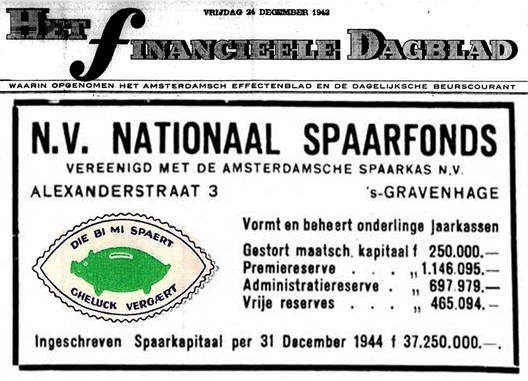 VRIJDAG 24 DECEMBER 1943
HET FINANCIEELE DAGBLAD
WAARIN OPGENOMEN HET AMSTERDAMSCH EFFECTENBLAD EN DE DAGELIJKSCHE BEURSCOURANT
N.V. NATIONAAL SPAARFONDS
VEREENIGD MET DE AMSTERDAMSCHE SPAARKAS N.V.
ALEXANDERSTRAAT 3 's-GRAVENHAGE
DIE BI MI SPAERT
GHELUCK VERGÆRT
Vormt en beheert onderlinge Jaarkassen
Gestort maatsch. kapitaal f 250.000.—
Premiereserve . . . „ 1.146.095.—
Administratiereserve . „ 697.979.—
Vrije reserves . . . „ 465.094.—
Ingeschreven Spaarkapitaal per 31 December 1944 f 37.250.000.—.